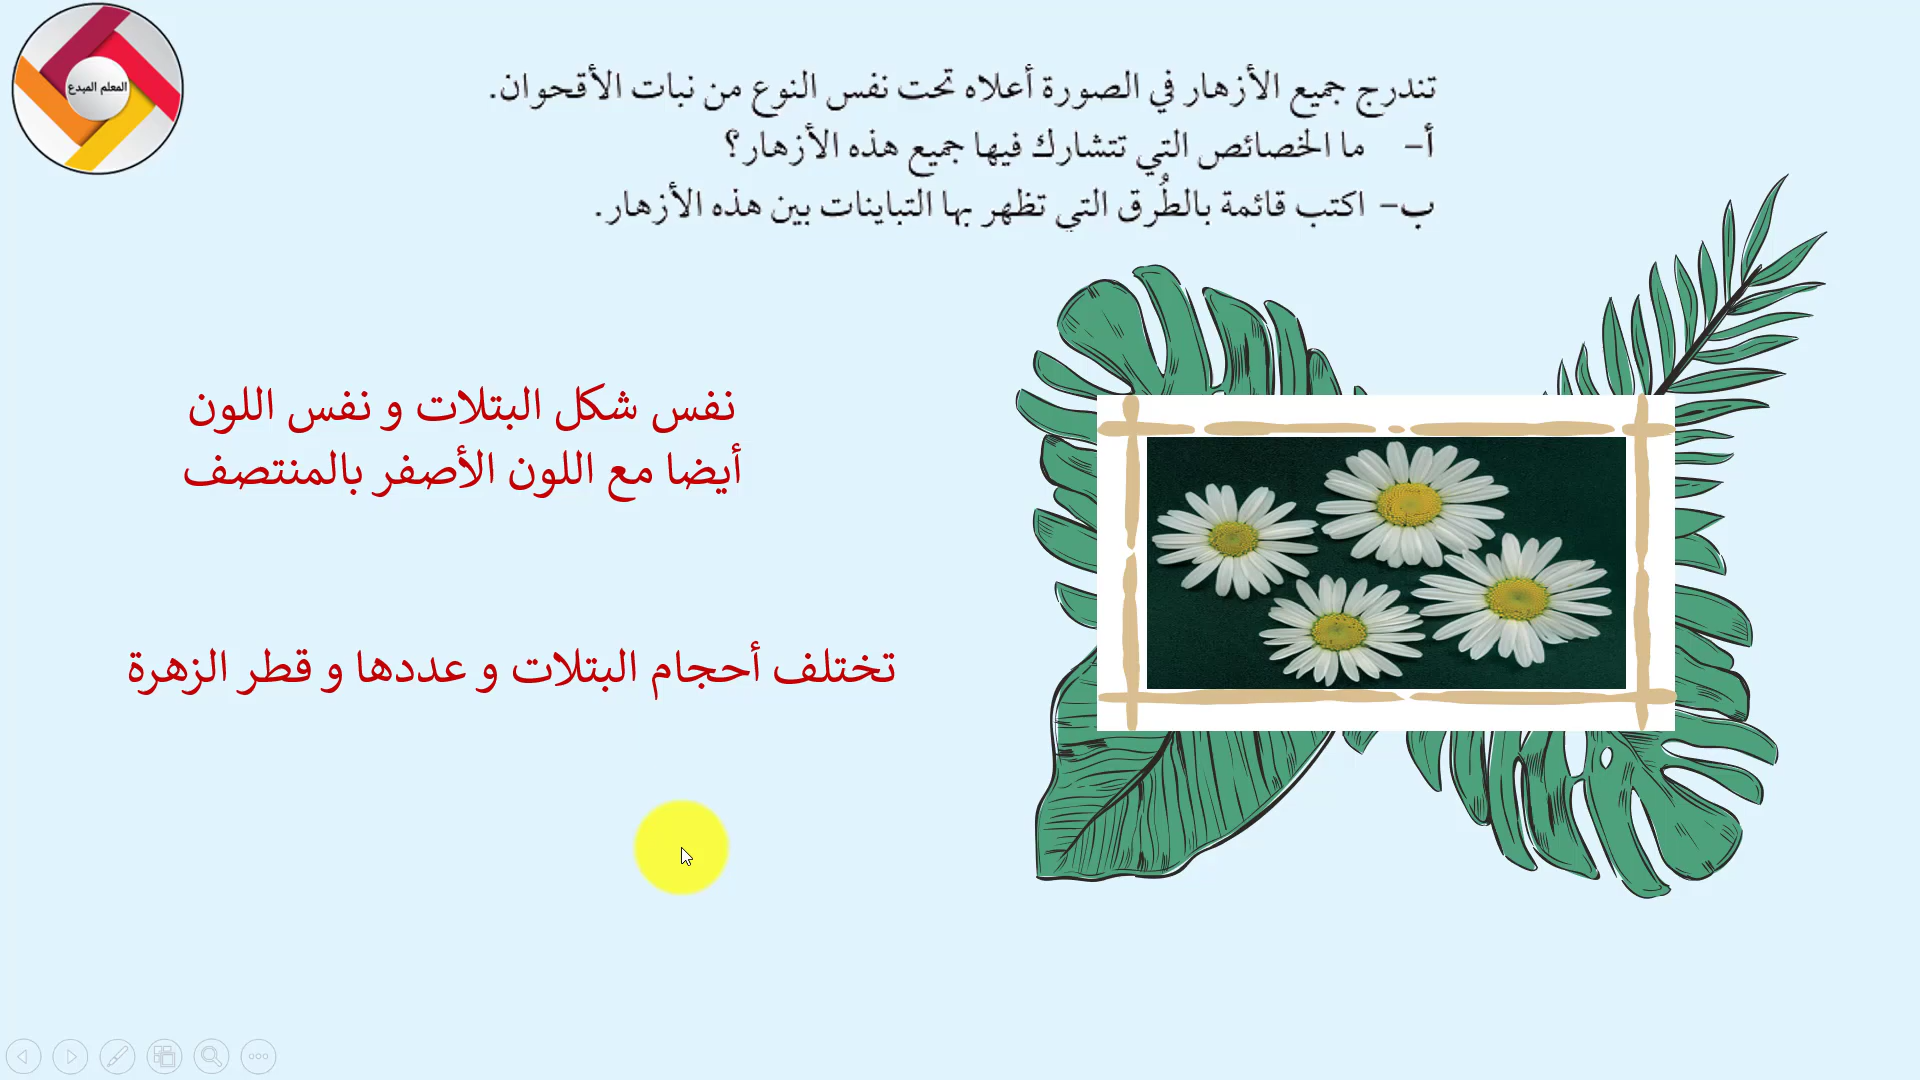 المعلم المبدع
تندرج جميع الأزهار في الصورة أعلاه تحت نفس النوع من نبات الأقحوان.
أ- ما الخصائص التي تتشارك فيها جميع هذه الأزهار؟
ب- اكتب قائمة بالطُرق التي تظهر بها التباينات بين هذه الأزهار.
نفس شكل البتلات و نفس اللون
أيضا مع اللون الأصفر بالمنتصف
تختلف أحجام البتلات و عددها و قطر الزهرة